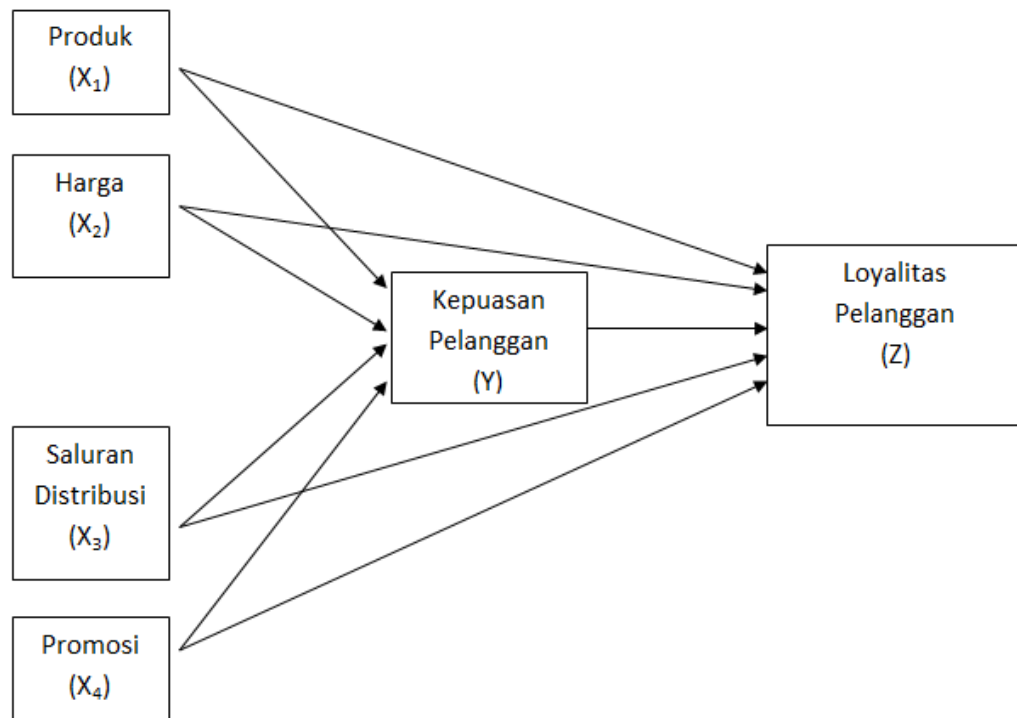 Produk
(X₁)
Harga
(X₂)
Kepuasan
Pelanggan
(Y)
Loyalitas
Pelanggan
(Z)
Saluran
Distribusi
(X₃)
Promosi
(X₄)